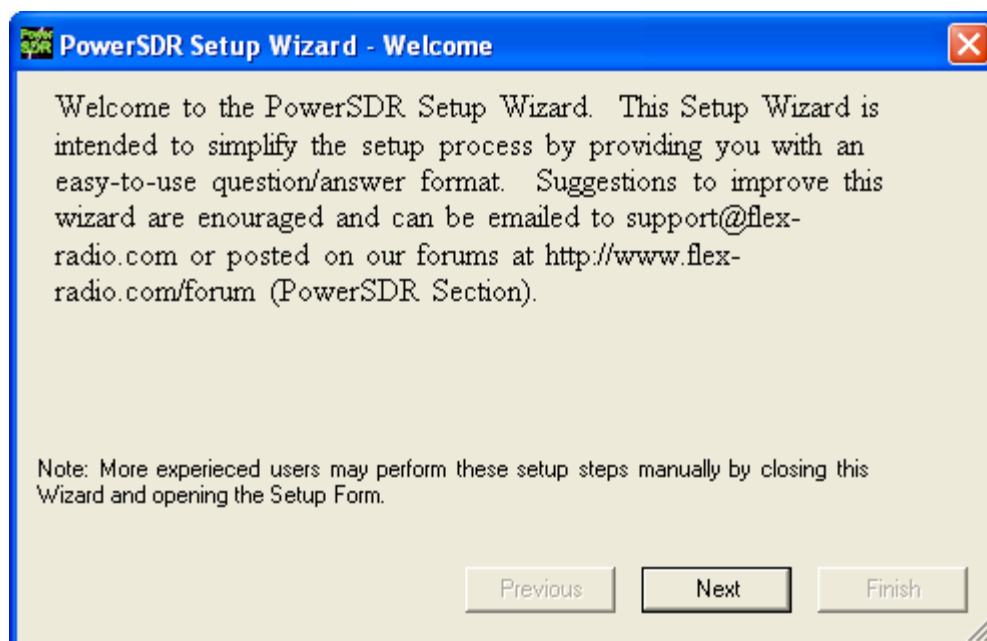 Power
SDR
PowerSDR Setup Wizard - Welcome
Welcome to the PowerSDR Setup Wizard. This Setup Wizard is
intended to simplify the setup process by providing you with an
easy-to-use question/answer format. Suggestions to improve this
wizard are enouraged and can be emailed to support@flex-
radio.com or posted on our forums at http://www.flex-
radio.com/forum (PowerSDR Section).
Note: More experieced users may perform these setup steps manually by closing this
Wizard and opening the Setup Form.
Previous
Next
Finish